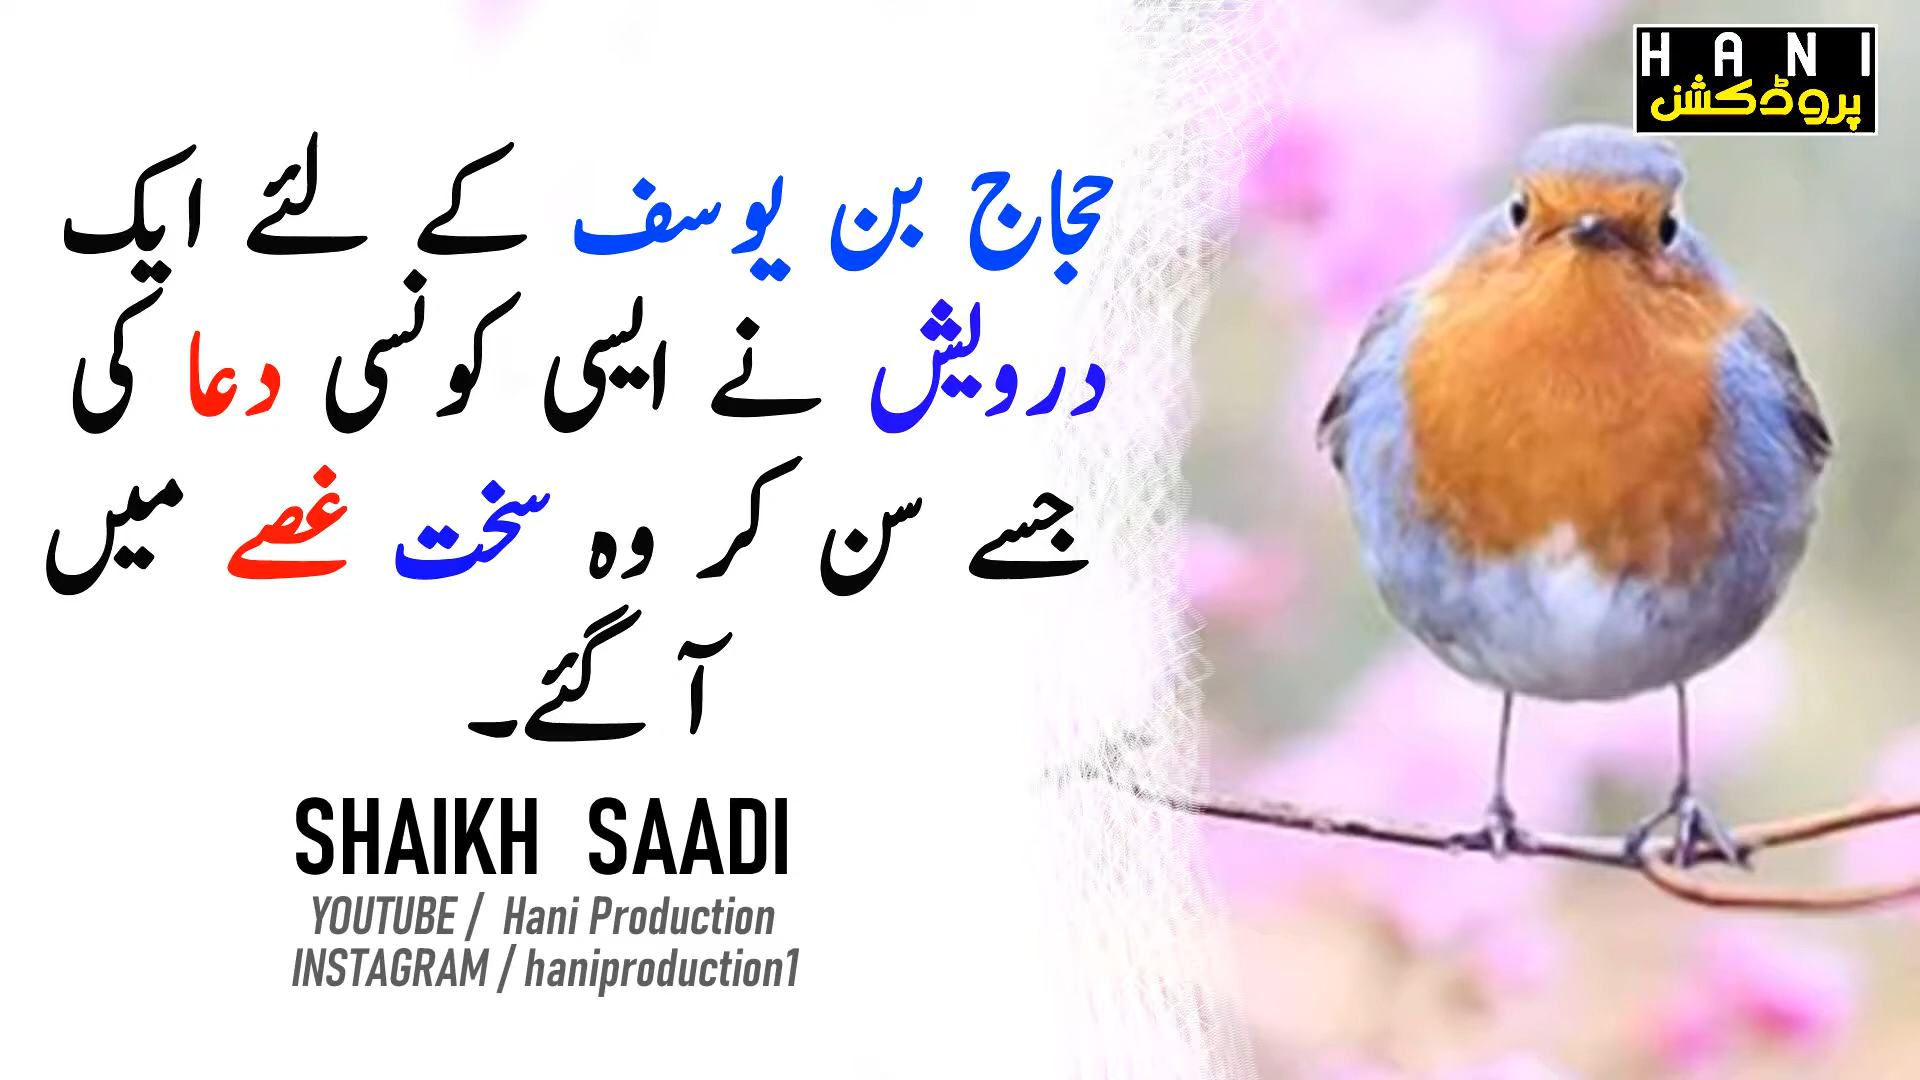 HANI
پروڈکشن
حجاج بن یوسف کے لئے ایک
درویش نے ایسی کونسی دعا کی
جسے سن کر وہ سخت غصے میں
آ گئے۔
SHAIKH SAADI
YOUTUBE / Hani Production
INSTAGRAM / haniproduction1